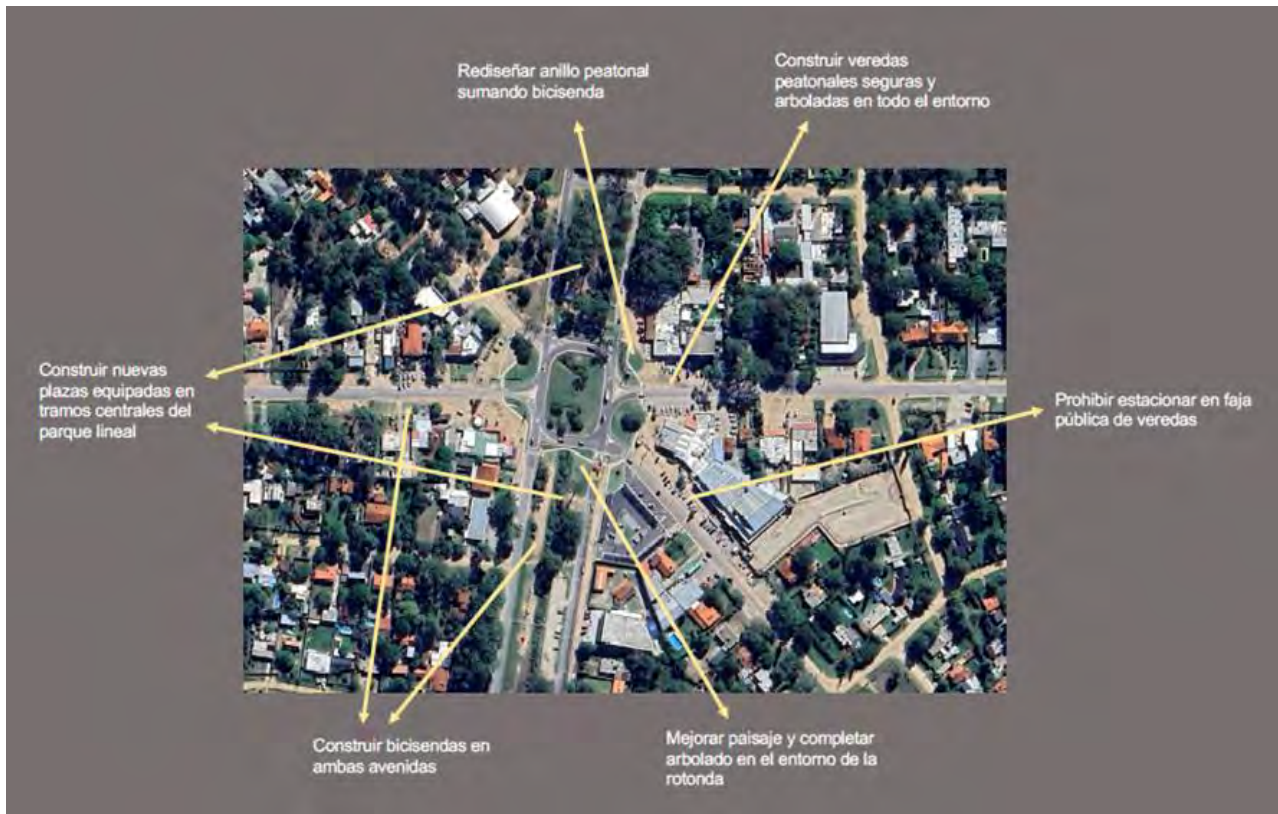 Rediseñar anillo peatonal
sumando bicisenda
Construir veredas
peatonales seguras y
arboladas en todo el entorno
Construir nuevas
plazas equipadas en
tramos centrales del
parque lineal
Prohibir estacionar en faja
pública de veredas
Construir bicisendas en
ambas avenidas
Mejorar paisaje y completar
arbolado en el entorno de la
rotonda